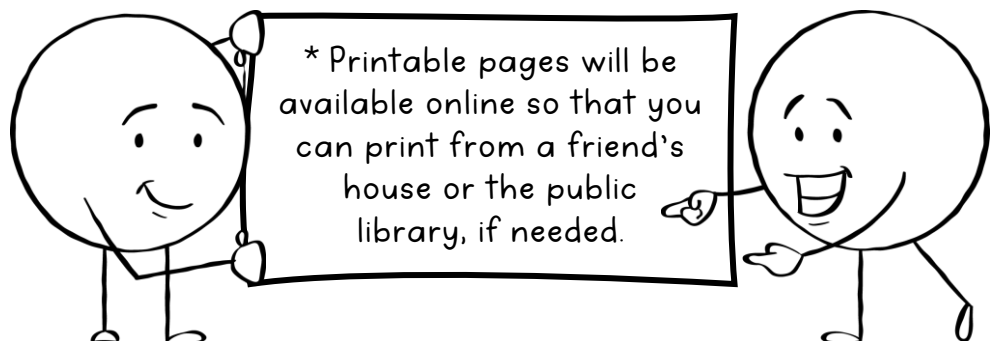 * Printable pages will be
available online so that you
can print from a friend's
house or the public
library, if needed.